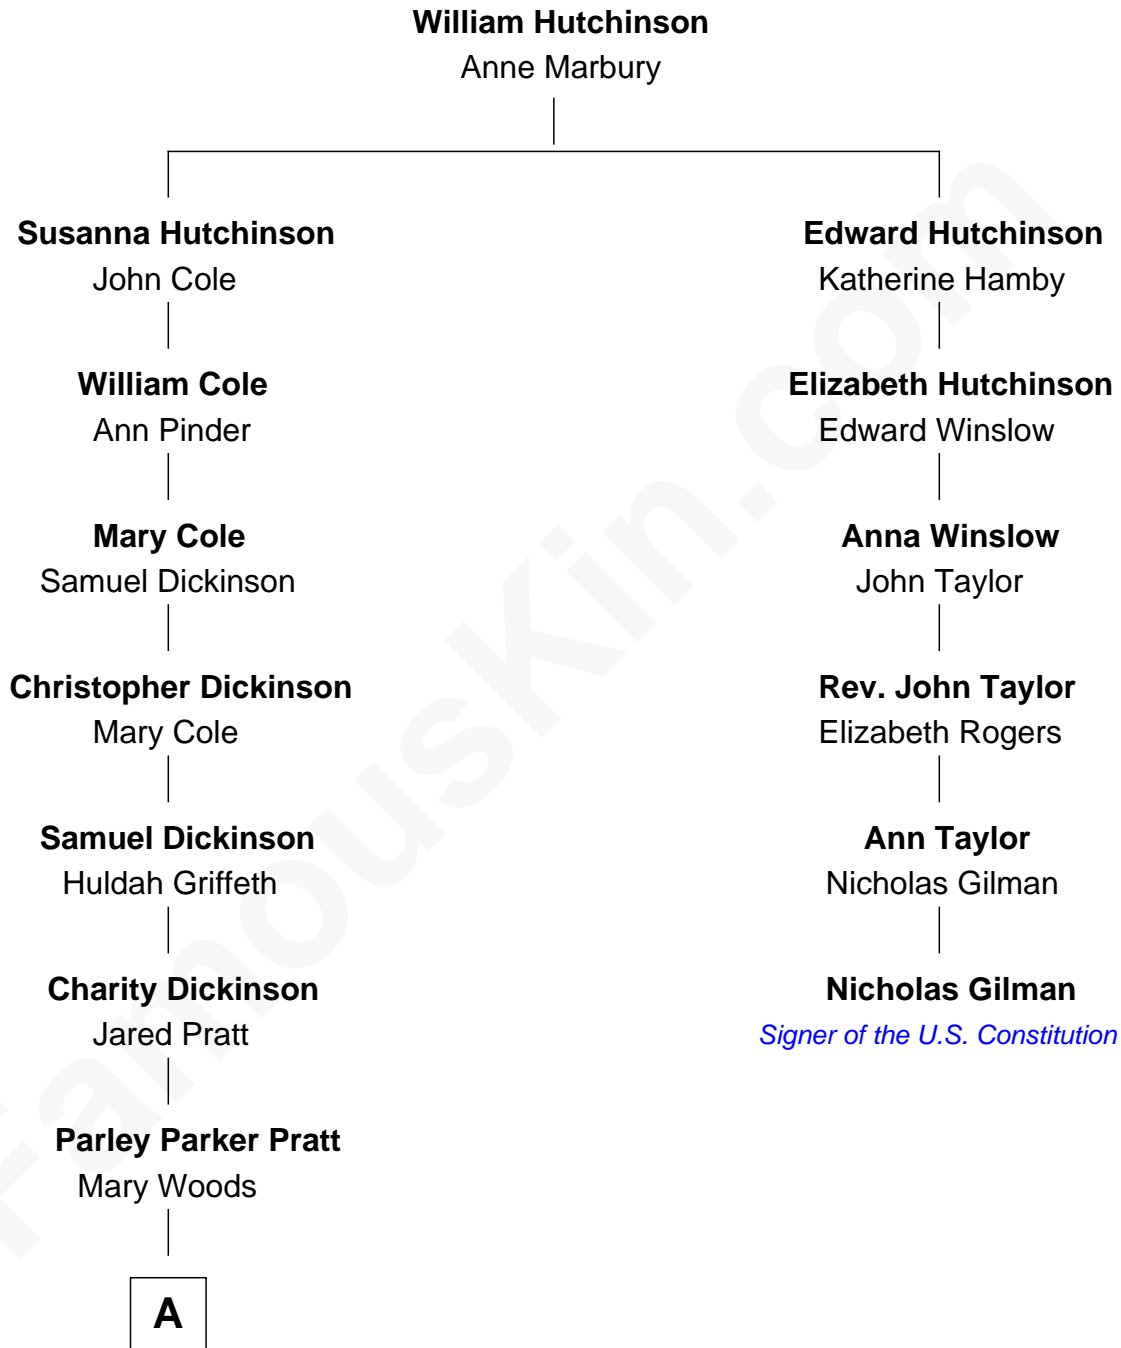 William Hutchinson
Anne Marbury
Susanna Hutchinson
John Cole
Edward Hutchinson
Katherine Hamby
William Cole
Ann Pinder
Elizabeth Hutchinson
Edward Winslow
Mary Cole
Samuel Dickinson
Anna Winslow
John Taylor
Christopher Dickinson
Mary Cole
Rev. John Taylor
Elizabeth Rogers
Samuel Dickinson
Huldah Griffeth
Ann Taylor
Nicholas Gilman
Charity Dickinson
Jared Pratt
Nicholas Gilman
Signer of the U.S. Constitution
Parley Parker Pratt
Mary Woods
A
FamousKin.com